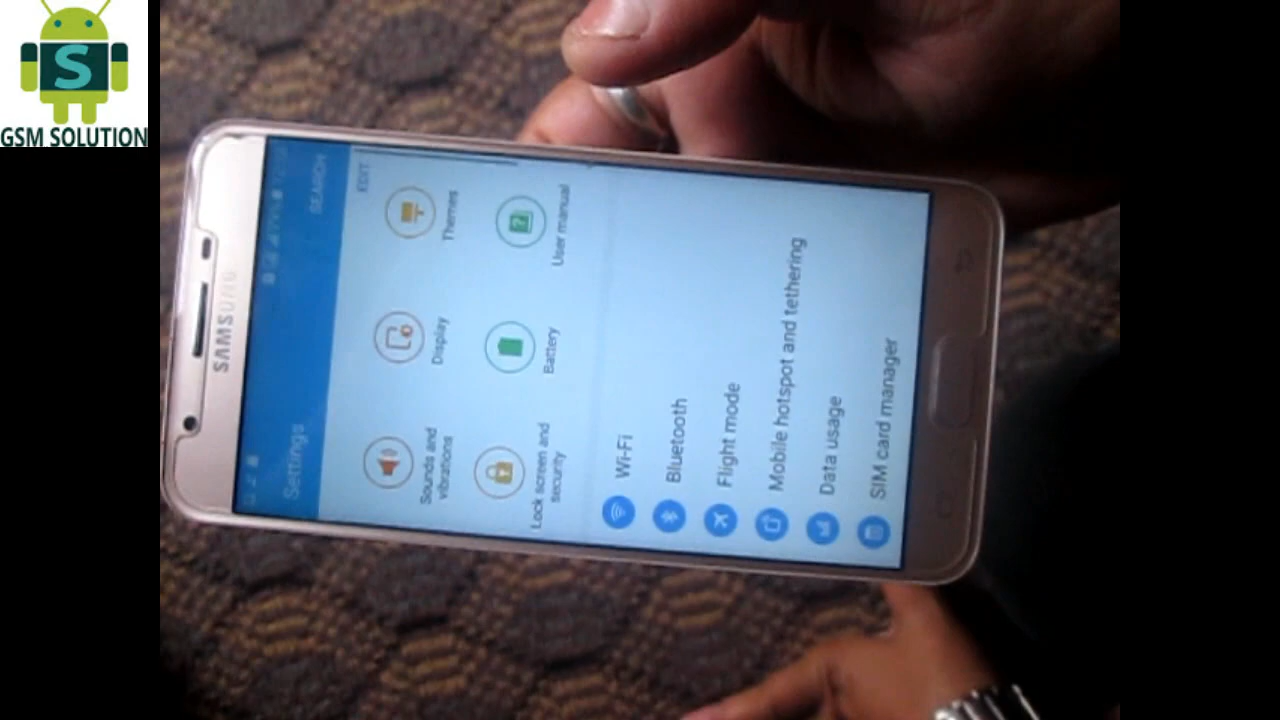 S
GSM SOLUTION
SAMSUNG
Settings
SEARCH
EDIT
Sounds and
vibrations
Display
Themes
Lock screen and
security
Battery
User manual
Wi-Fi
Bluetooth
Flight mode
Mobile hotspot and tethering
Data usage
SIM card manager